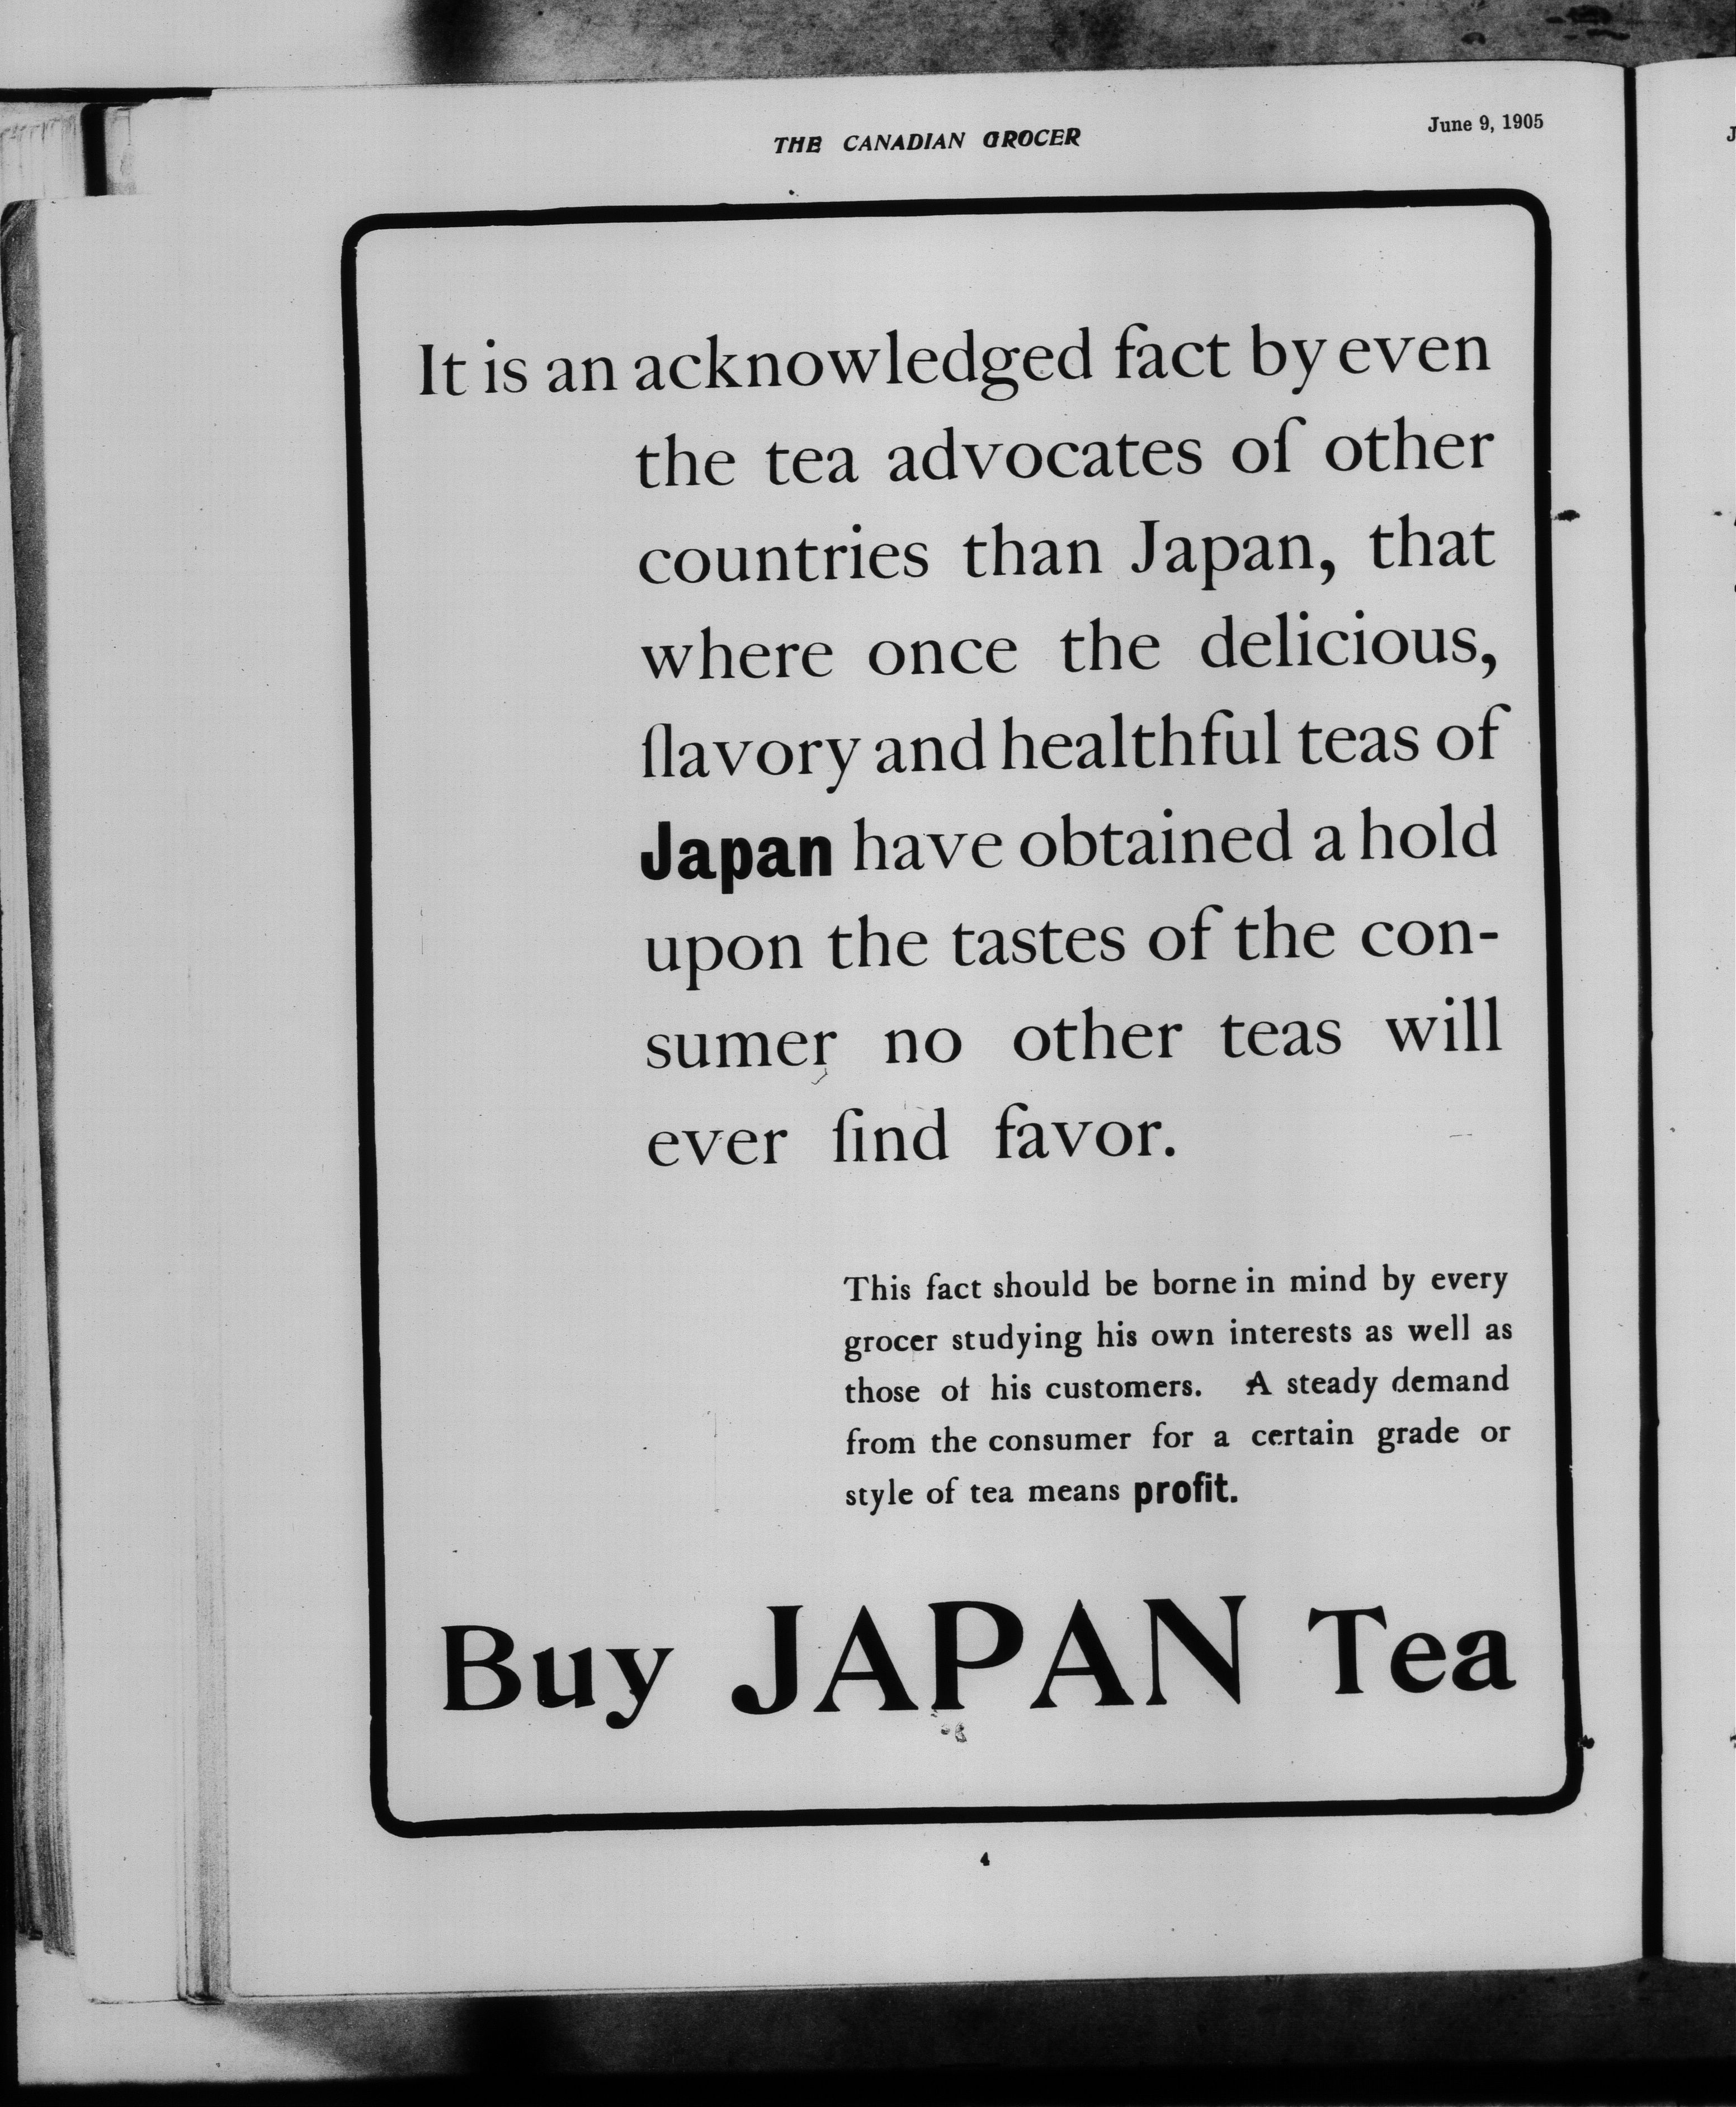 THE CANADIAN GROCER
June 9, 1905
It is an acknowledged fact by even
the tea advocates of other
countries than Japan, that
where once the delicious,
flavory and healthful teas of
Japan have obtained a hold
upon the tastes of the con-
sumer no other teas will
ever find favor.
This fact should be borne in mind by every
grocer studying his own interests as well as
those of his customers. A steady demand
from the consumer for a certain grade or
style of tea means profit.
Buy JAPAN Tea
4